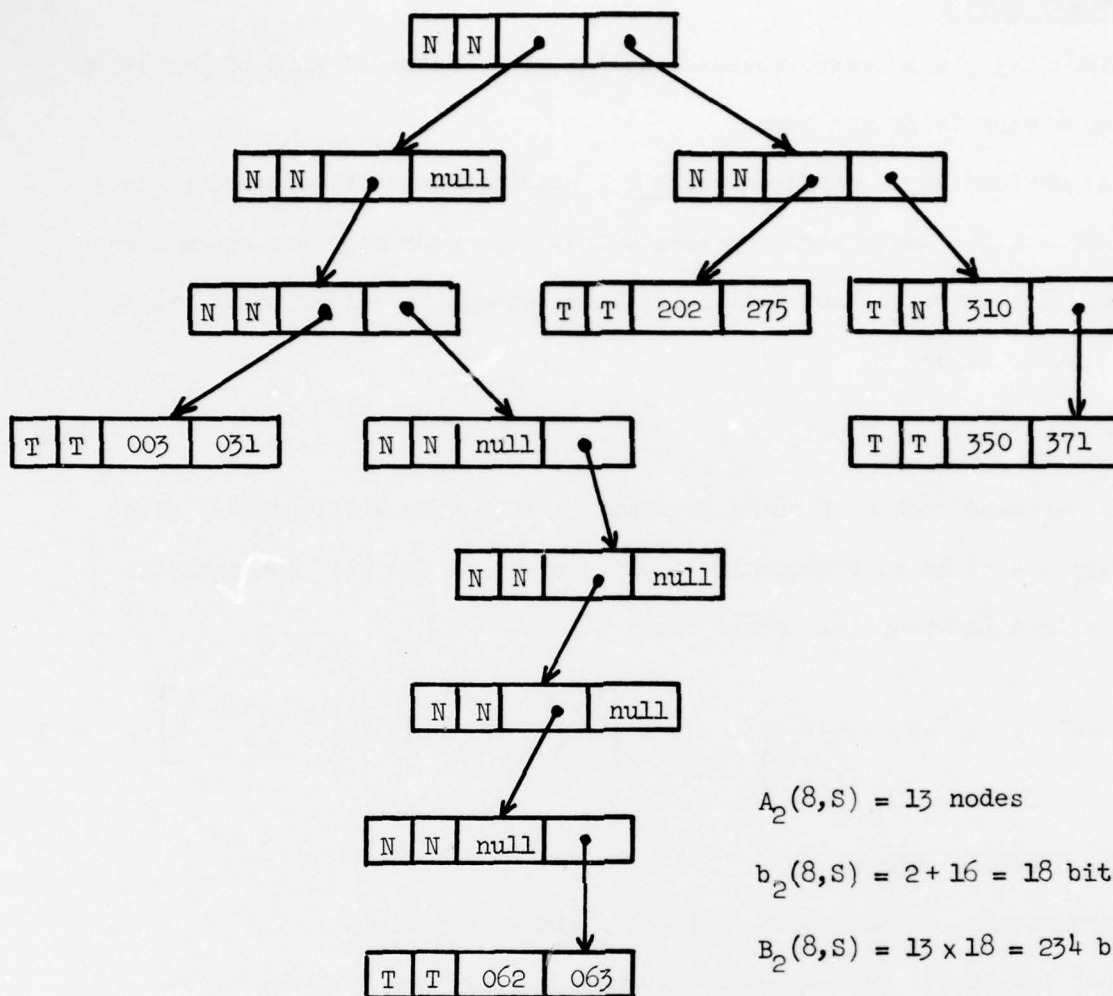 N N
N N null
N N
N N
T T 202 275
T N 310
T T 003 031
N N null
T T 350 371
N N null
N N null
A₂(8,S) = 13 nodes
N N null
b₂(8,S) = 2 + 16 = 18 bit
B₂(8,S) = 13 x 18 = 234 b
T T 062 063